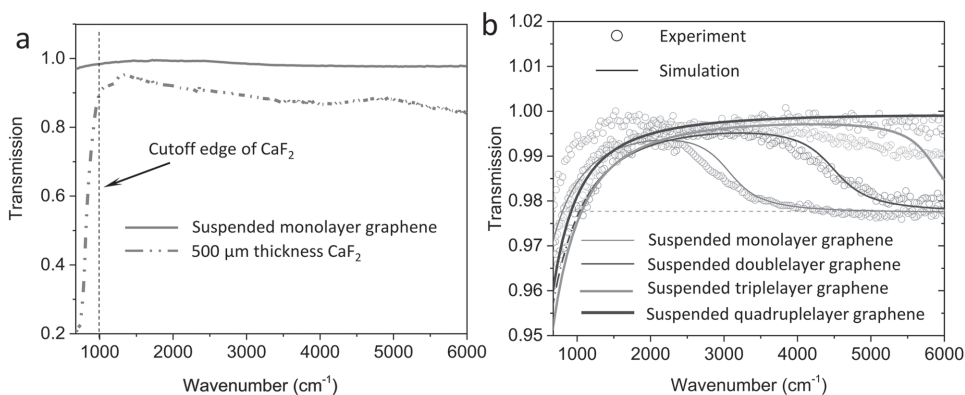 a
Transmission
1.0
0.8
0.6
0.4
0.2
Cutoff edge of CaF₂
Suspended monolayer graphene
500 μm thickness CaF₂
1000 2000 3000 4000 5000 6000
Wavenumber (cm⁻¹)
b
Transmission
1.02
1.01
1.00
0.99
0.98
0.97
0.96
0.95
Experiment
Simulation
Suspended monolayer graphene
Suspended doublelayer graphene
Suspended triplelayer graphene
Suspended quadruplelayer graphene
1000 2000 3000 4000 5000 6000
Wavenumber (cm⁻¹)